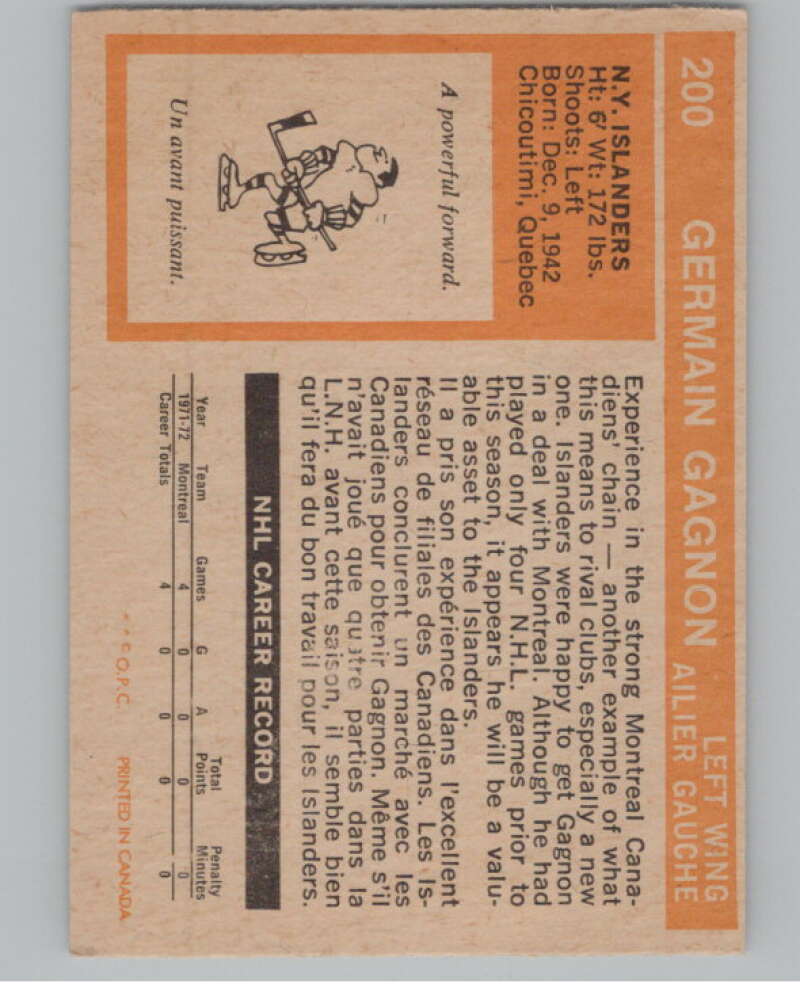 200 GERMAIN GAGNON LEFT WING
AILIER GAUCHE
N.Y. ISLANDERS
Ht: 6' Wt: 172 lbs.
Shoots: Left
Born: Dec. 9, 1942
Chicoutimi, Quebec
A powerful forward.
Un avant puissant.
Experience in the strong Montreal Cana-
diens' chain — another example of what
this means to rival clubs, especially a new
one. Islanders were happy to get Gagnon
in a deal with Montreal. Although he had
played only four N.H.L. games prior to
this season, it appears he will be a valu-
able asset to the Islanders.
Il a pris son expérience dans l'excellent
réseau de filiales des Canadiens. Les Is-
landers conclurent un marché avec les
Canadiens pour obtenir Gagnon. Même s'il
n'avait joué que quatre parties dans la
L.N.H. avant cette saison, il semble bien
qu'il fera du bon travail pour les Islanders.
NHL CAREER RECORD
Year Team Games G A Total Points Penalty Minutes
1971-72 Montreal 4 0 0 0 0
Career Totals 4 0 0 0 0
* * © O.P.C. PRINTED IN CANADA